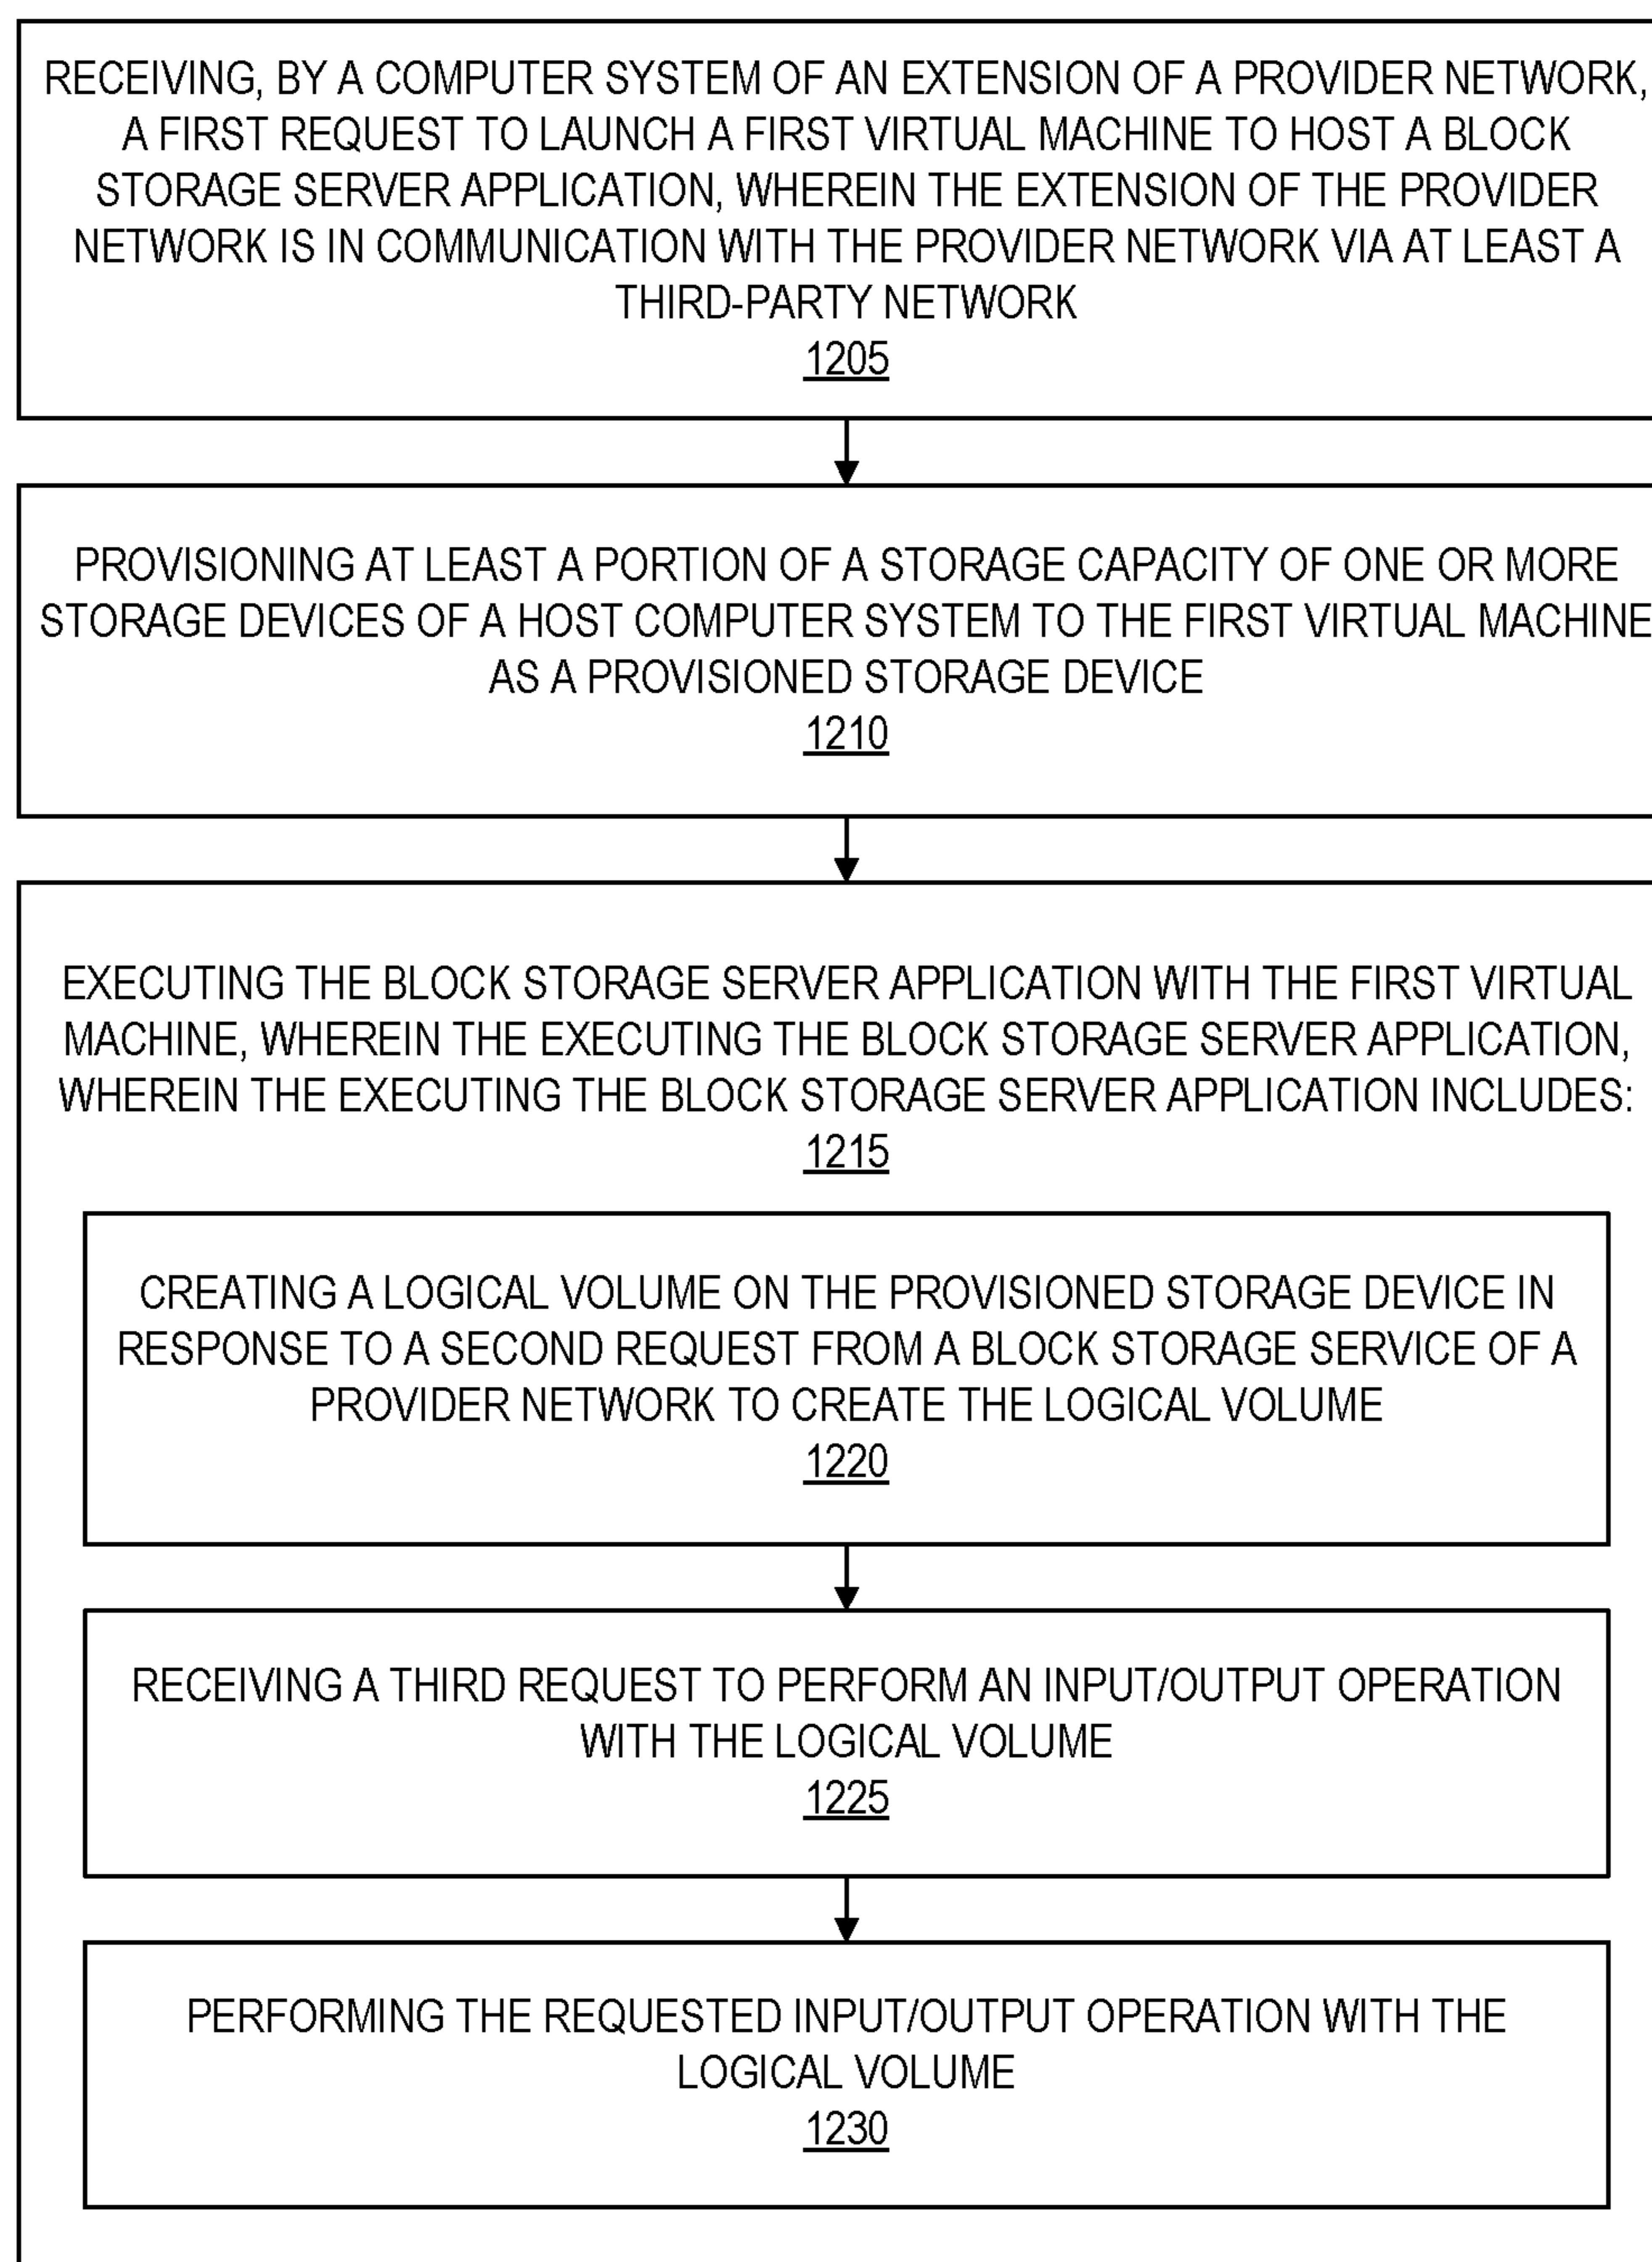 RECEIVING, BY A COMPUTER SYSTEM OF AN EXTENSION OF A PROVIDER NETWORK,
A FIRST REQUEST TO LAUNCH A FIRST VIRTUAL MACHINE TO HOST A BLOCK
STORAGE SERVER APPLICATION, WHEREIN THE EXTENSION OF THE PROVIDER
NETWORK IS IN COMMUNICATION WITH THE PROVIDER NETWORK VIA AT LEAST A
THIRD-PARTY NETWORK
1205
PROVISIONING AT LEAST A PORTION OF A STORAGE CAPACITY OF ONE OR MORE
STORAGE DEVICES OF A HOST COMPUTER SYSTEM TO THE FIRST VIRTUAL MACHINE
AS A PROVISIONED STORAGE DEVICE
1210
EXECUTING THE BLOCK STORAGE SERVER APPLICATION WITH THE FIRST VIRTUAL
MACHINE, WHEREIN THE EXECUTING THE BLOCK STORAGE SERVER APPLICATION,
WHEREIN THE EXECUTING THE BLOCK STORAGE SERVER APPLICATION INCLUDES:
1215
CREATING A LOGICAL VOLUME ON THE PROVISIONED STORAGE DEVICE IN
RESPONSE TO A SECOND REQUEST FROM A BLOCK STORAGE SERVICE OF A
PROVIDER NETWORK TO CREATE THE LOGICAL VOLUME
1220
RECEIVING A THIRD REQUEST TO PERFORM AN INPUT/OUTPUT OPERATION
WITH THE LOGICAL VOLUME
1225
PERFORMING THE REQUESTED INPUT/OUTPUT OPERATION WITH THE
LOGICAL VOLUME
1230